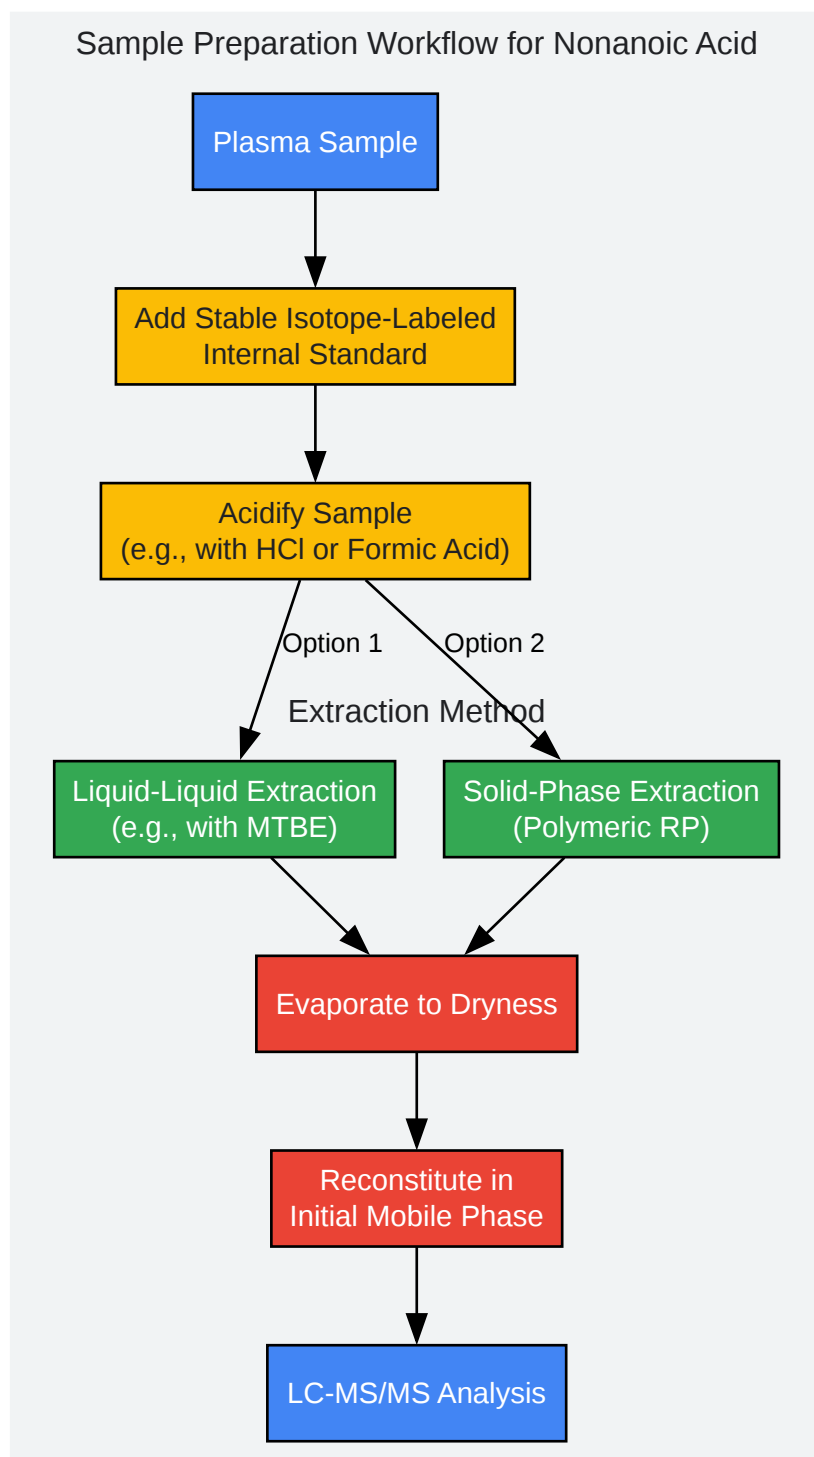 Sample Preparation Workflow for Nonanoic Acid
Plasma Sample
Add Stable Isotope-Labeled
Internal Standard
Acidify Sample
(e.g., with HCl or Formic Acid)
Option 1
Option 2
Extraction Method
Liquid-Liquid Extraction
(e.g., with MTBE)
Solid-Phase Extraction
(Polymeric RP)
Evaporate to Dryness
Reconstitute in
Initial Mobile Phase
LC-MS/MS Analysis